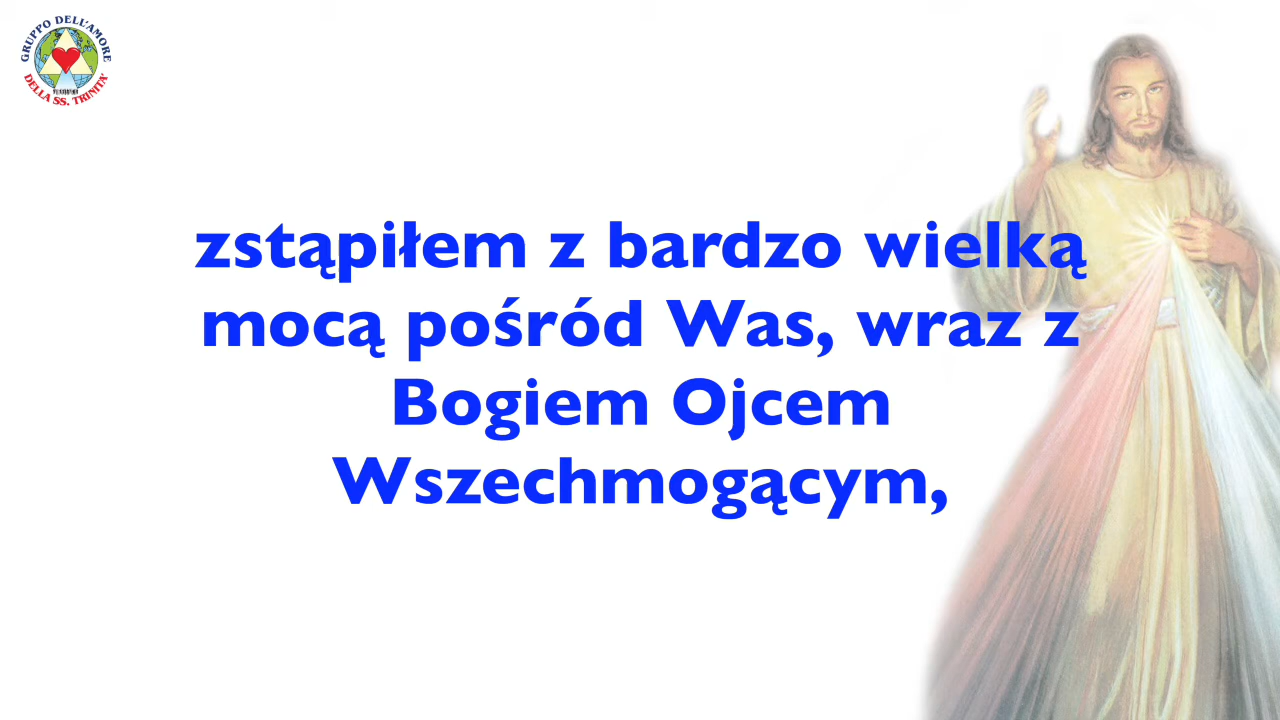 GRUPPO DELL'AMORE
DELLA SS. TRINITA'
zstąpiłem z bardzo wielką
mocą pośród Was, wraz z
Bogiem Ojcem
Wszechmogącym,